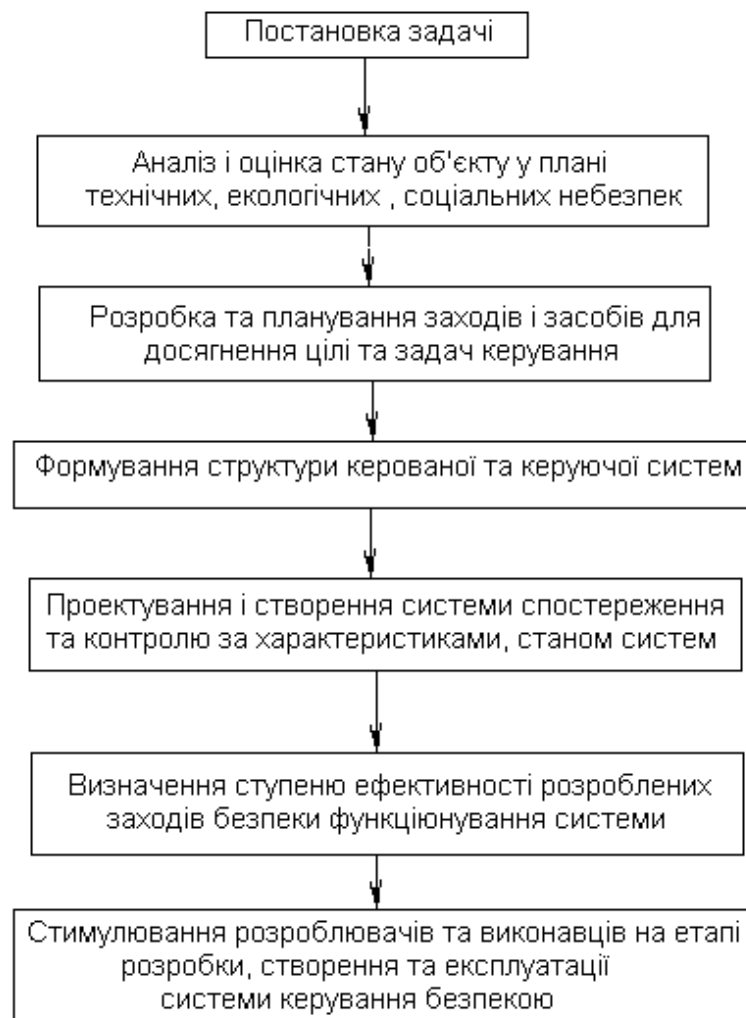 Постановка задачі
Аналіз і оцінка стану об'єкту у плані
технічних, екологічних , соціальних небезпек
Розробка та планування заходів і засобів для
досягнення цілі та задач керування
Формування структури керованої та керуючої систем
Проектування і створення системи спостереження
та контролю за характеристиками, станом систем
Визначення ступеню ефективності розроблених
заходів безпеки функціюнування системи
Стимулювання розроблювачів та виконавців на етапі
розробки, створення та експлуатації
системи керування безпекою